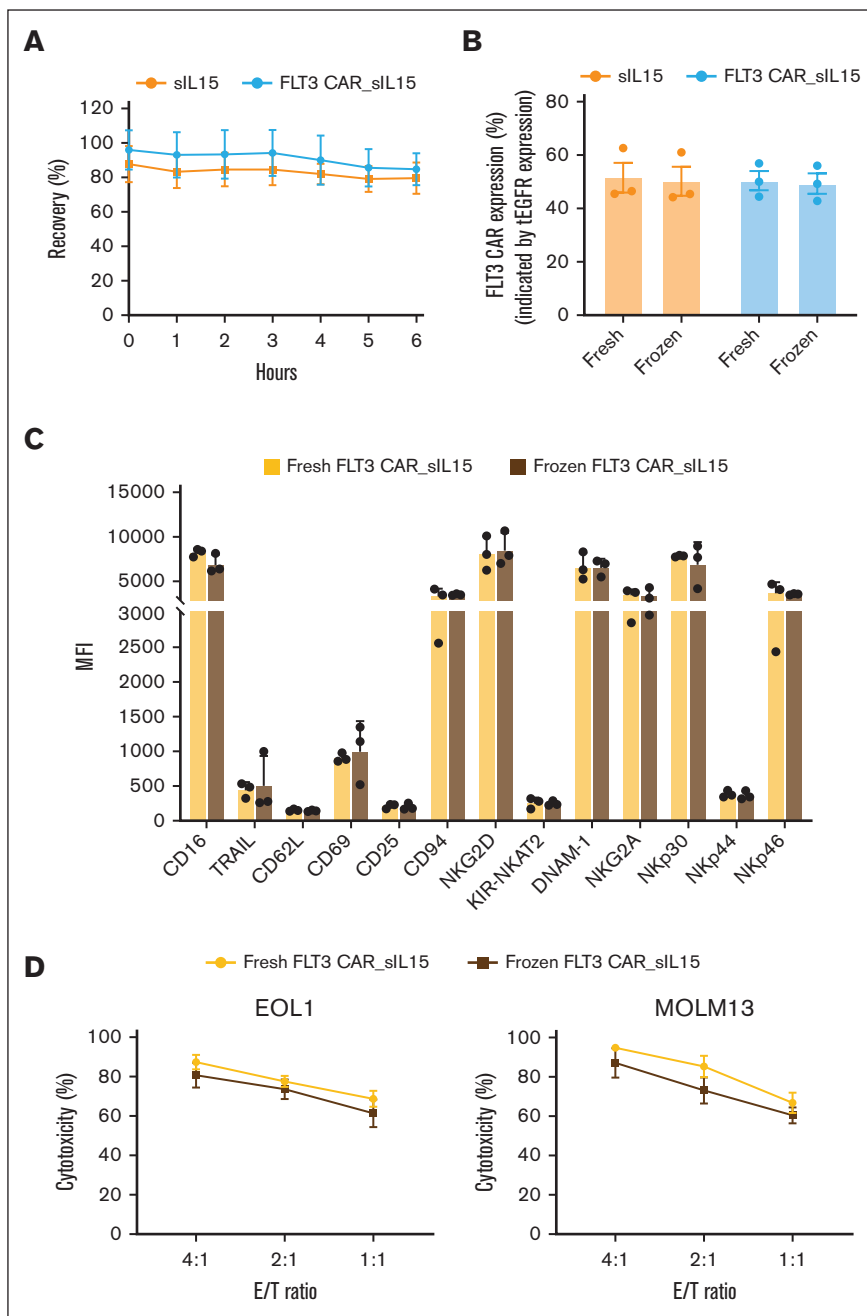 A
sIL15
FLT3 CAR_sIL15
Recovery (%)
120
100
80
60
40
20
0
0 1 2 3 4 5 6
Hours
B
sIL15
FLT3 CAR_sIL15
FLT3 CAR expression (%)
(indicated by tEGFR expression)
80
60
40
20
0
Fresh
Frozen
Fresh
Frozen
C
Fresh FLT3 CAR_sIL15
Frozen FLT3 CAR_sIL15
MFI
15000
10000
5000
3000
2500
2000
1500
1000
500
0
CD16
TRAIL
CD62L
CD69
CD25
CD94
NKG2D
KIR-NKAT2
DNAM-1
NKG2A
NKp30
NKp44
NKp46
D
Fresh FLT3 CAR_sIL15
Frozen FLT3 CAR_sIL15
EOL1
Cytotoxicity (%)
100
80
60
40
20
0
4:1 2:1 1:1
E/T ratio
MOLM13
Cytotoxicity (%)
100
80
60
40
20
0
4:1 2:1 1:1
E/T ratio